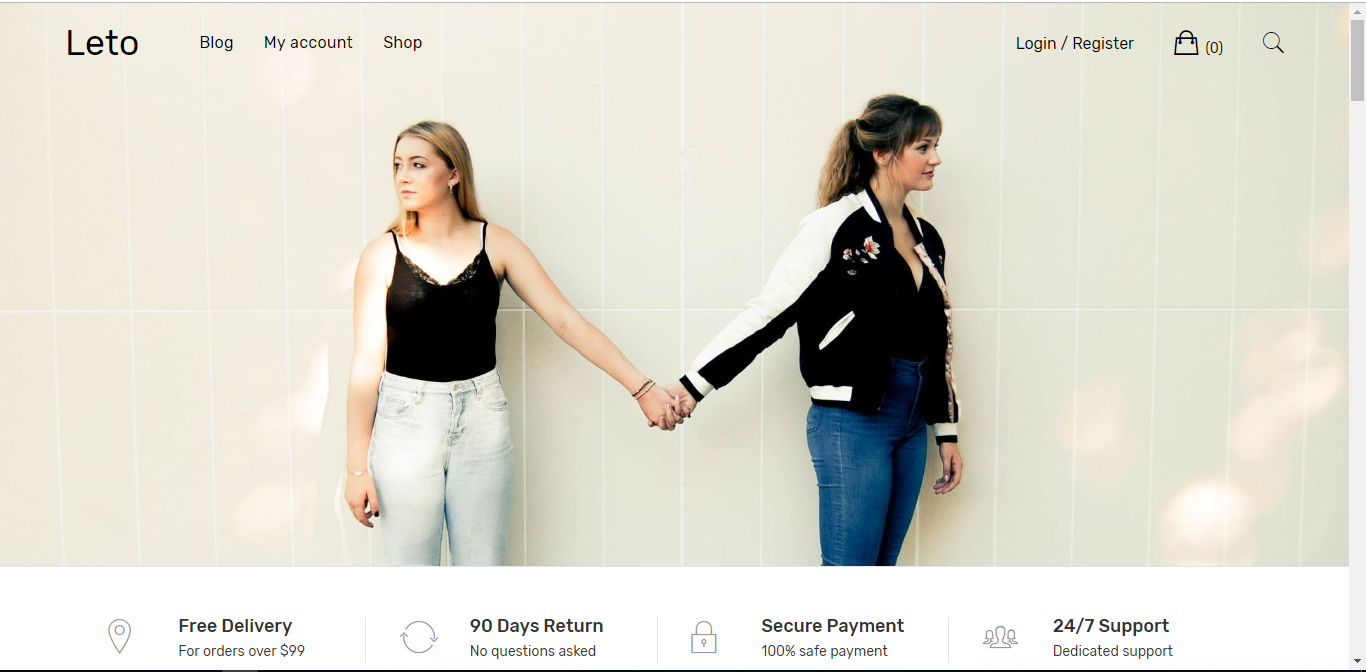 Leto Blog My account Shop Login / Register (0)
Free Delivery 90 Days Return Secure Payment 24/7 Support
For orders over $99 No questions asked 100% safe payment Dedicated support